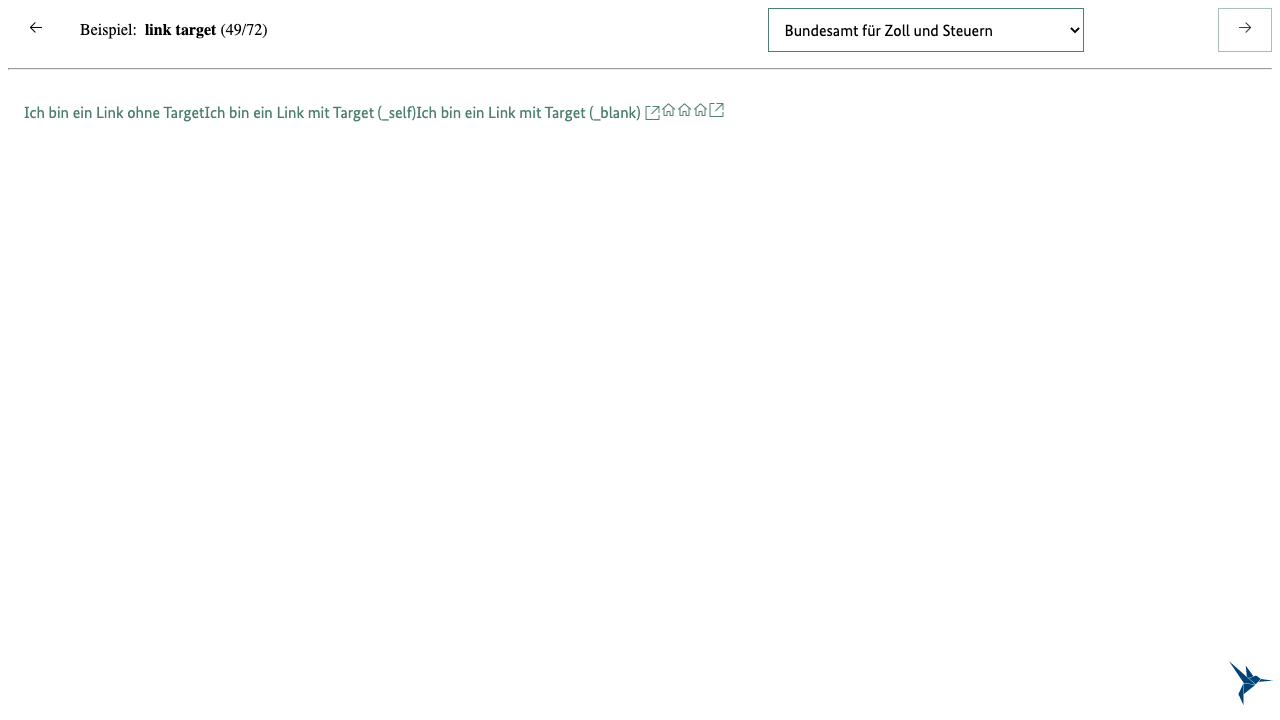 Beispiel: link target (49/72)
Bundesamt für Zoll und Steuern
Ich bin ein Link ohne TargetIch bin ein Link mit Target (_self)Ich bin ein Link mit Target (_blank)